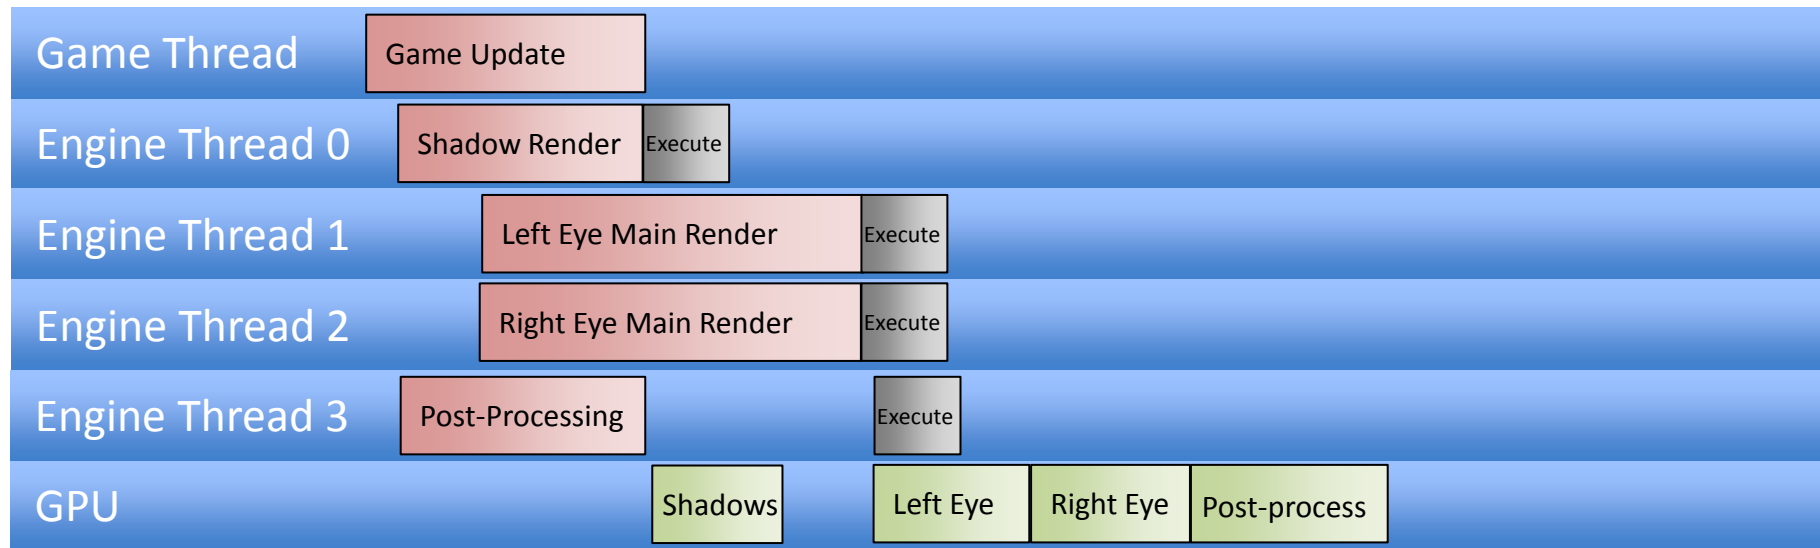 Game Thread
Game Update
Engine Thread 0
Shadow Render
Execute
Engine Thread 1
Left Eye Main Render
Execute
Engine Thread 2
Right Eye Main Render
Execute
Engine Thread 3
Post-Processing
Execute
GPU
Shadows
Left Eye
Right Eye
Post-process